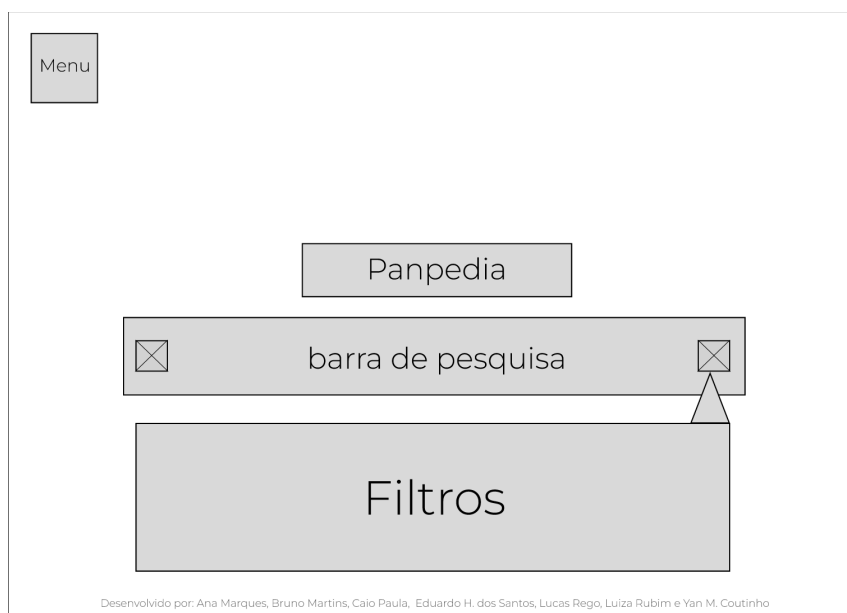 Menu
Panpedia
barra de pesquisa
Filtros
Desenvolvido por: Ana Marques, Bruno Martins, Caio Paula, Eduardo H. dos Santos, Lucas Rego, Luíza Rubim e Yan M. Coutinho